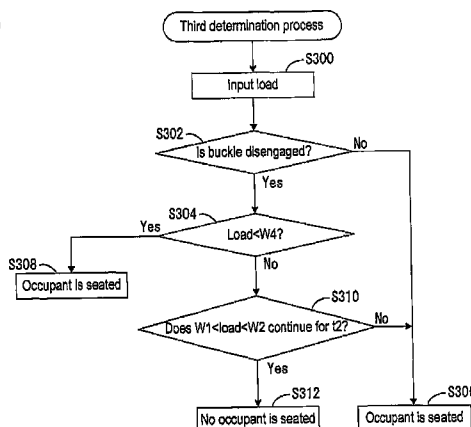 Third determination process
S300
Input load
S302
Is buckle disengaged?
No
Yes
S304
Yes
Load<W4?
S308
Occupant is seated
No
S310
Does W1<load<W2 continue for t2?
No
Yes
S312
No occupant is seated
Occupant is seated